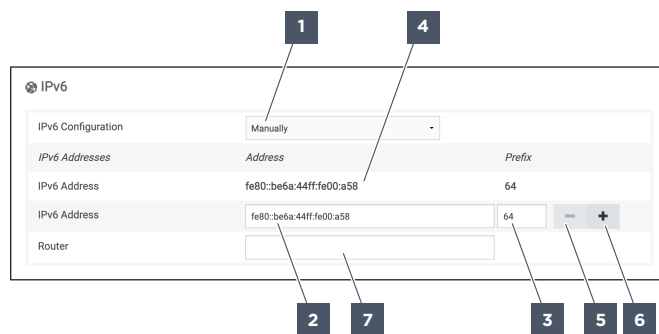 1 4
IPv6
IPv6 Configuration Manually
IPv6 Addresses Address Prefix
IPv6 Address fe80::be6a:44ff:fe00:a58 64
IPv6 Address fe80::be6a:44ff:fe00:a58 64 − +
Router
2 7 3 5 6